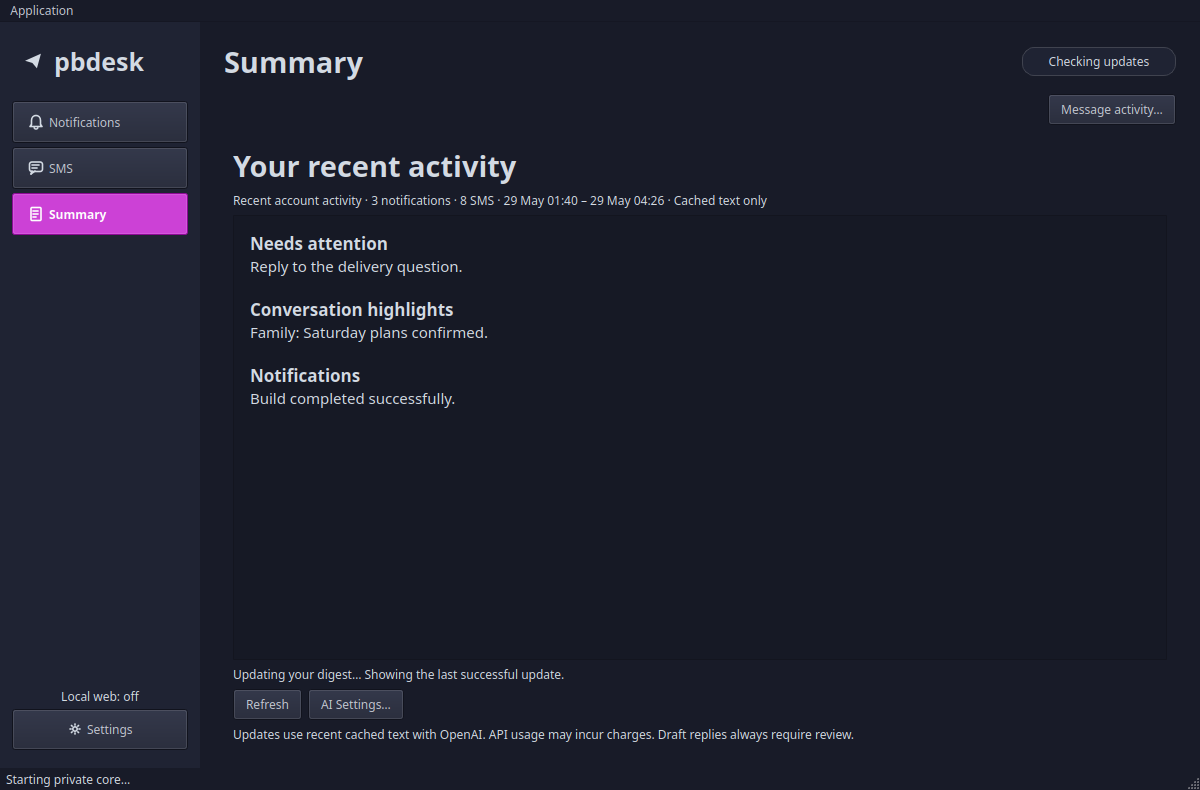 Application
pbdesk
Notifications
SMS
Summary
Local web: off
Settings
Starting private core...
Summary
Checking updates
Message activity...
Your recent activity
Recent account activity · 3 notifications · 8 SMS · 29 May 01:40 – 29 May 04:26 · Cached text only
Needs attention
Reply to the delivery question.
Conversation highlights
Family: Saturday plans confirmed.
Notifications
Build completed successfully.
Updating your digest... Showing the last successful update.
Refresh
AI Settings...
Updates use recent cached text with OpenAI. API usage may incur charges. Draft replies always require review.